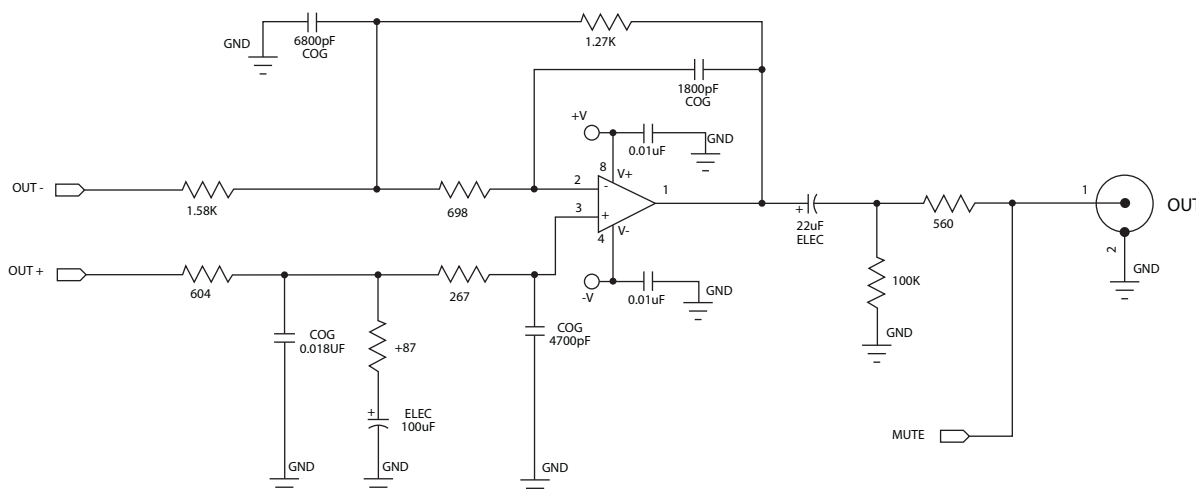 GND
6800pF
COG
1.27K
1800pF
COG
+V
GND
0.01uF
8
V+
OUT -
1.58K
698
2
-
1
3
+
4
V-
1
OUT
2
GND
+
22uF
ELEC
560
OUT +
604
267
-V
0.01uF
GND
100K
GND
COG
0.018UF
+87
COG
4700pF
+
ELEC
100uF
MUTE
GND
GND
GND